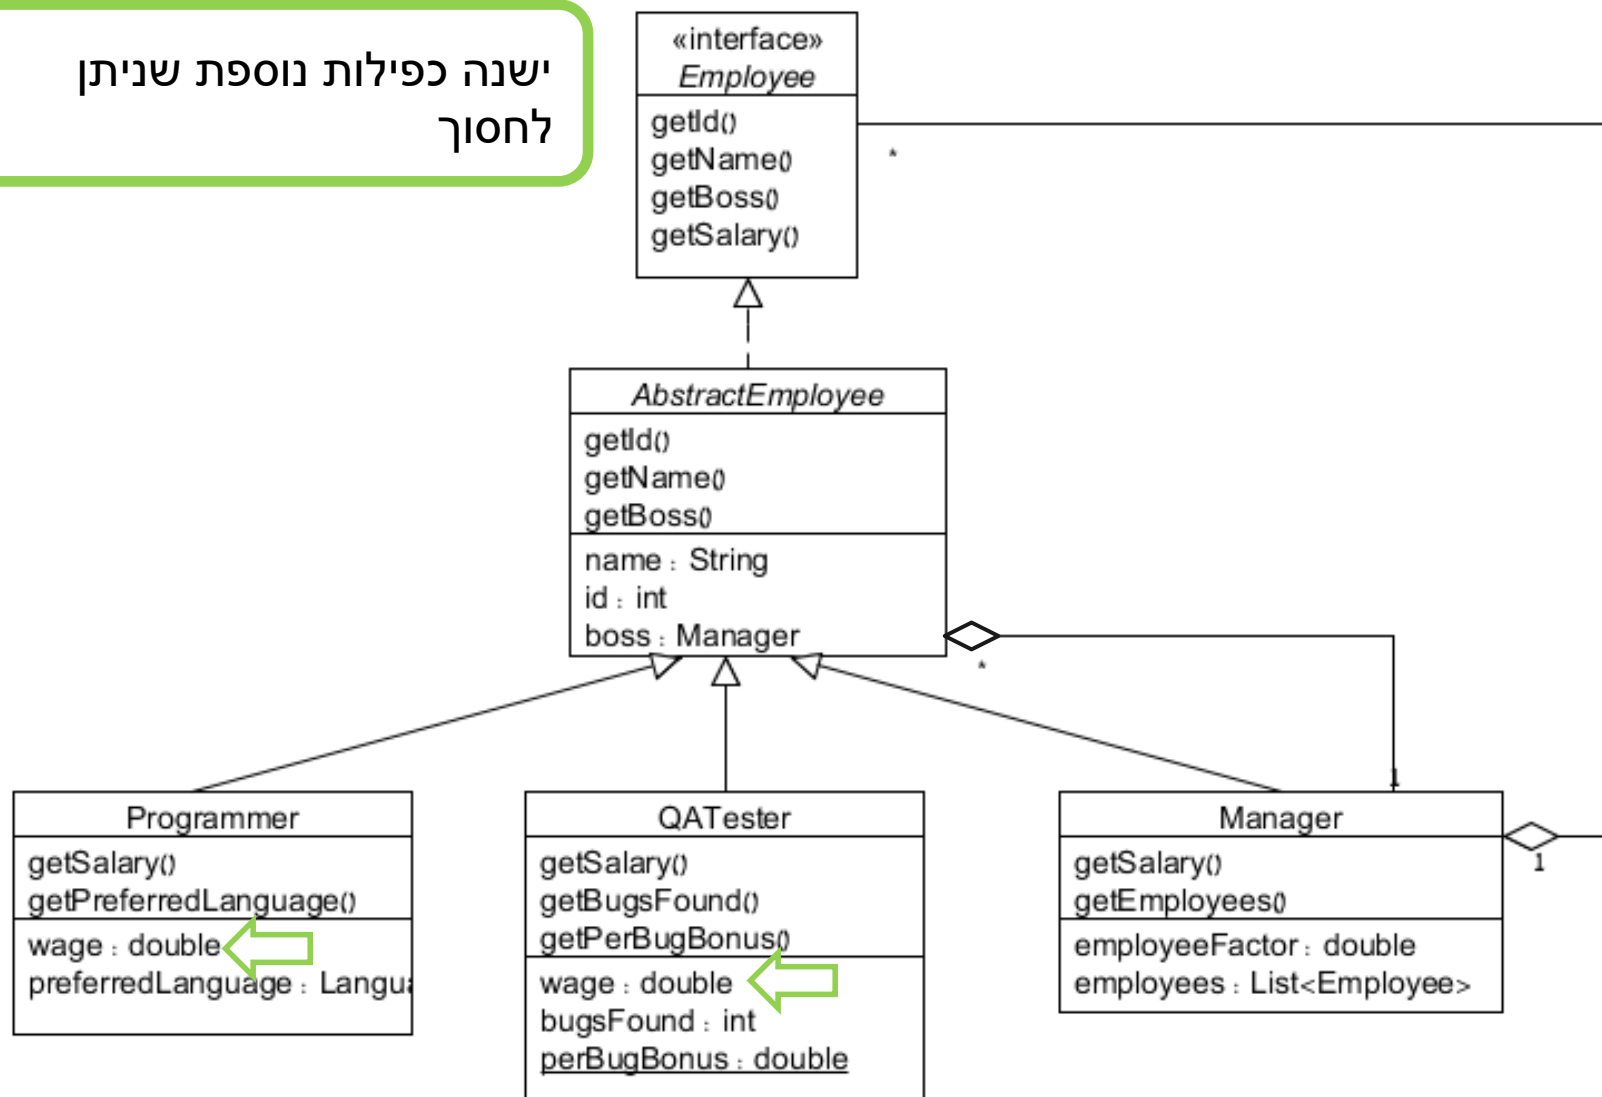 ישנה כפילות נוספת שניתן
לחסוך
«interface»
Employee
getId()
getName()
getBoss()
getSalary()
*
AbstractEmployee
getId()
getName()
getBoss()
name : String
id : int
boss : Manager
*
1
Programmer
getSalary()
getPreferredLanguage()
wage : double
preferredLanguage : Langua
QATester
getSalary()
getBugsFound()
getPerBugBonus()
wage : double
bugsFound : int
perBugBonus : double
Manager
getSalary()
getEmployees()
employeeFactor : double
employees : List<Employee>
1